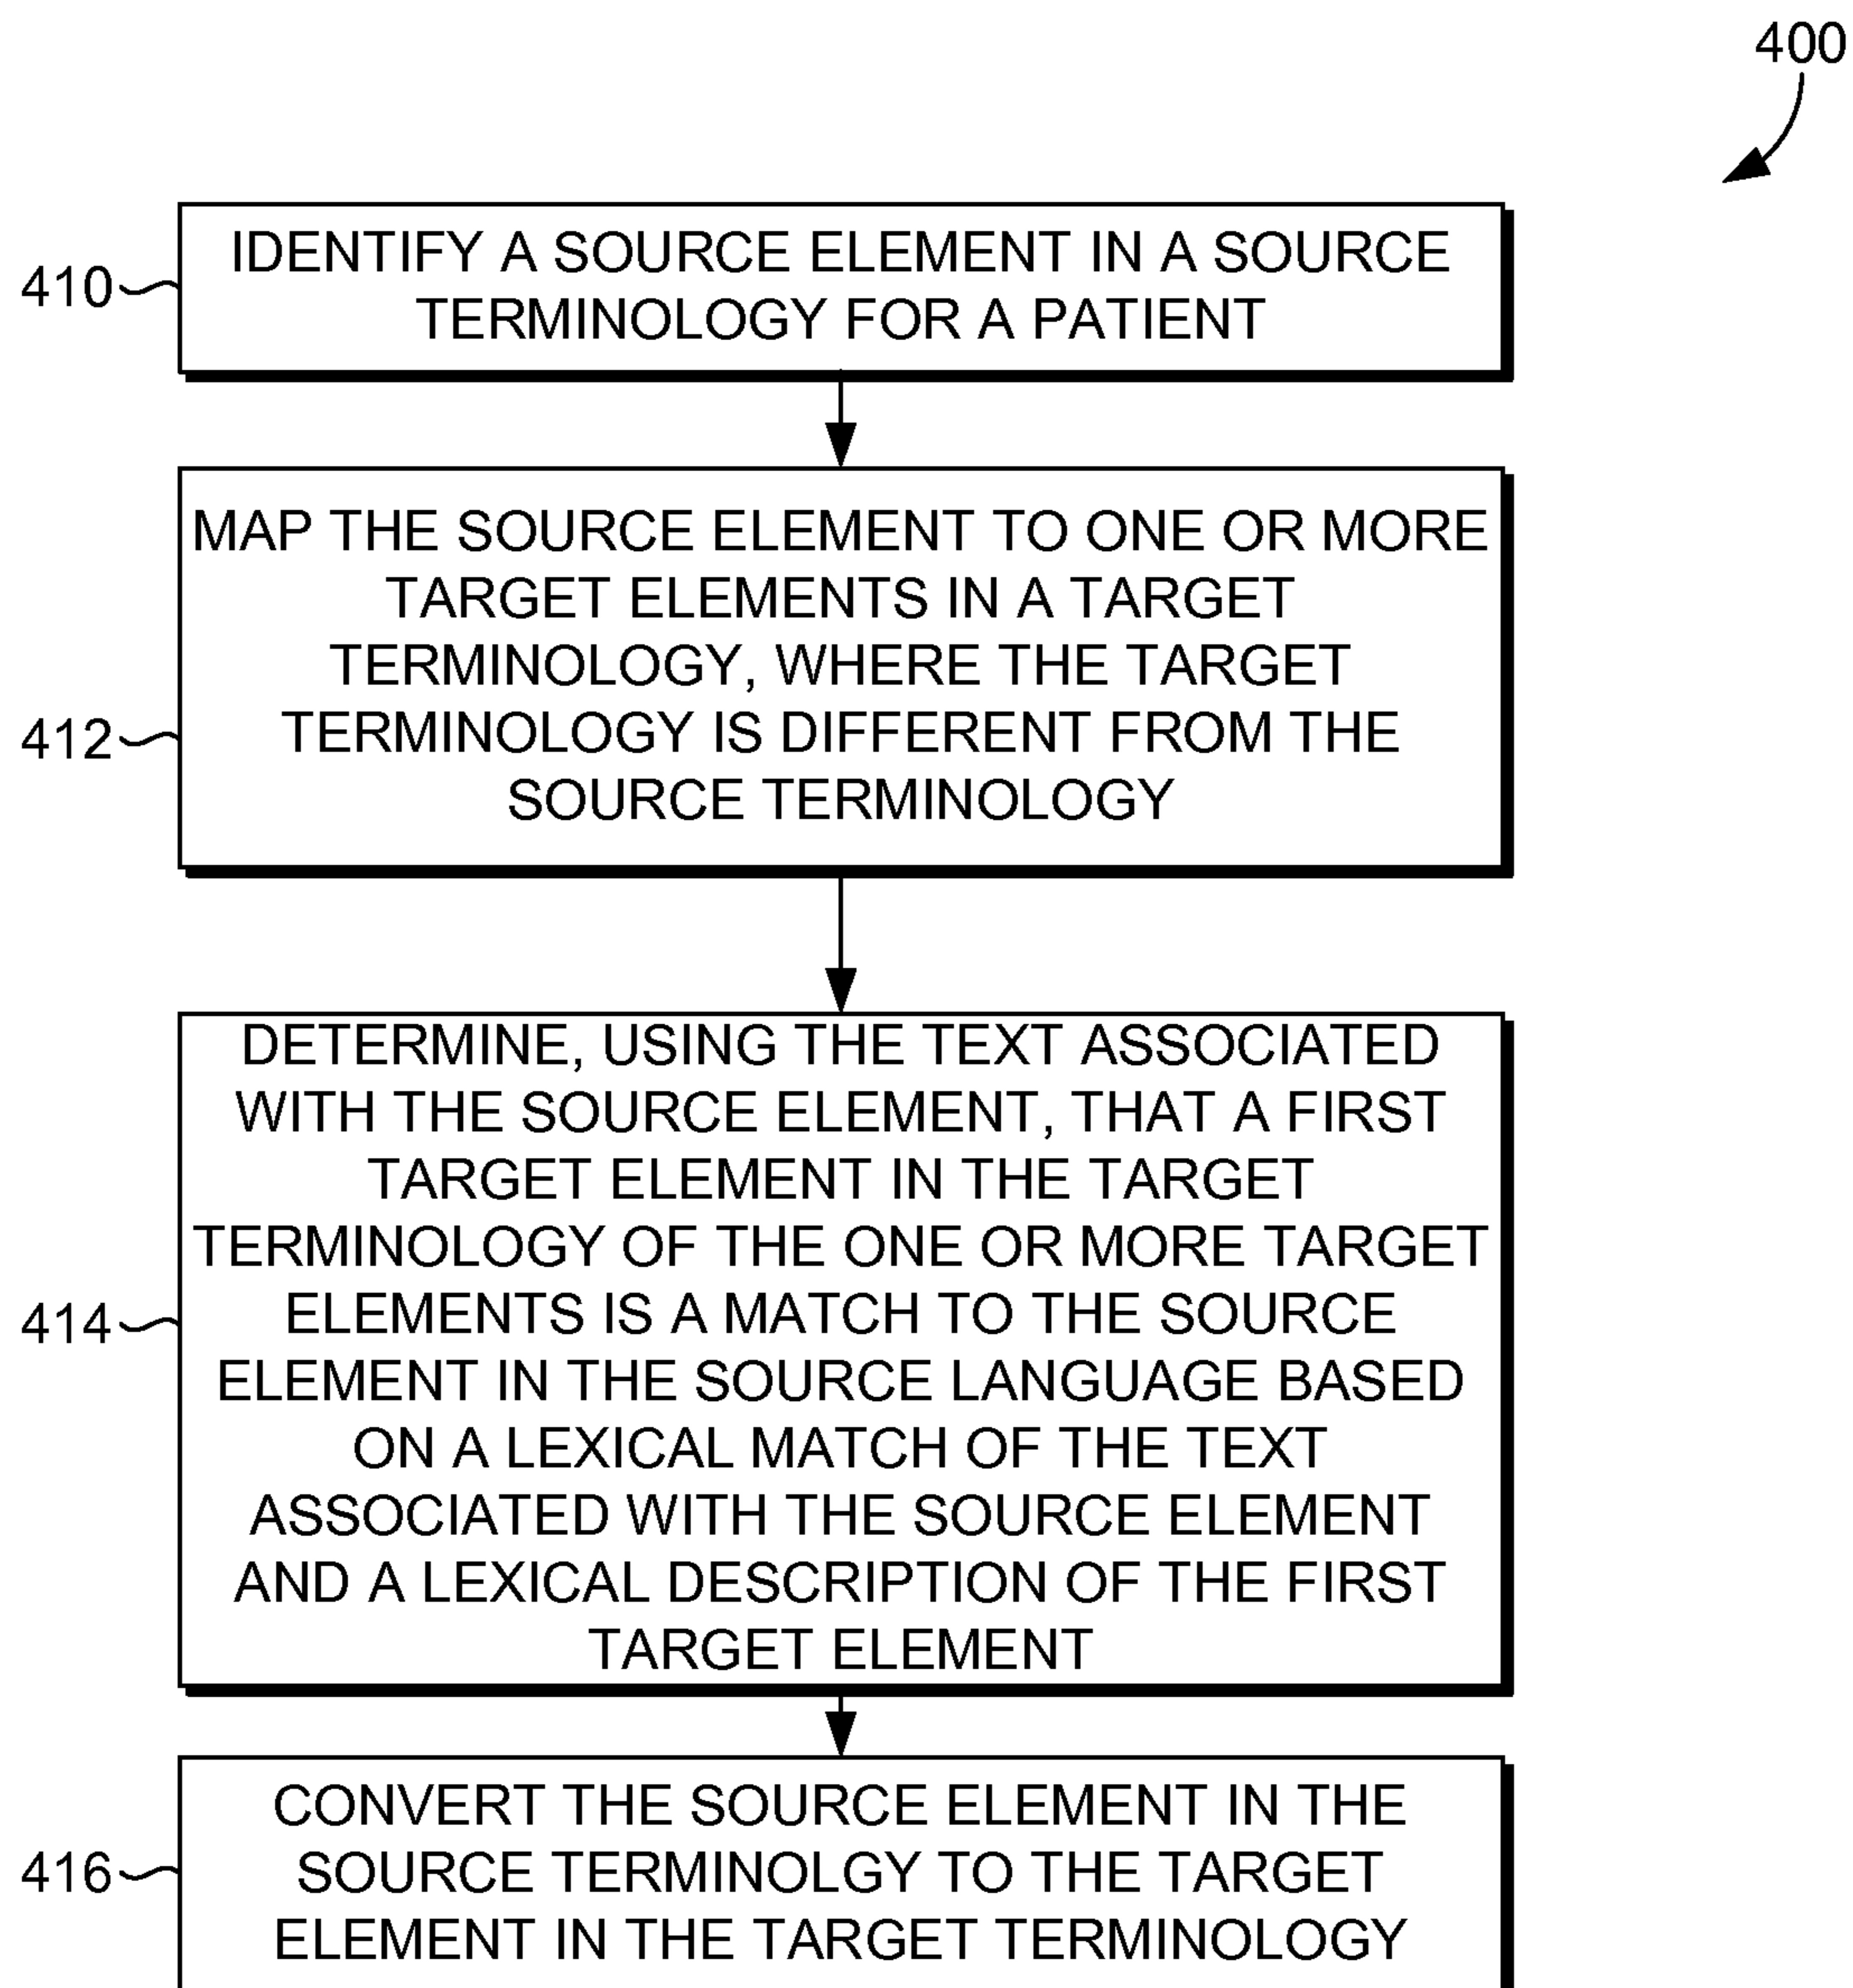 400
410
IDENTIFY A SOURCE ELEMENT IN A SOURCE
TERMINOLOGY FOR A PATIENT
412
MAP THE SOURCE ELEMENT TO ONE OR MORE
TARGET ELEMENTS IN A TARGET
TERMINOLOGY, WHERE THE TARGET
TERMINOLOGY IS DIFFERENT FROM THE
SOURCE TERMINOLOGY
414
DETERMINE, USING THE TEXT ASSOCIATED
WITH THE SOURCE ELEMENT, THAT A FIRST
TARGET ELEMENT IN THE TARGET
TERMINOLOGY OF THE ONE OR MORE TARGET
ELEMENTS IS A MATCH TO THE SOURCE
ELEMENT IN THE SOURCE LANGUAGE BASED
ON A LEXICAL MATCH OF THE TEXT
ASSOCIATED WITH THE SOURCE ELEMENT
AND A LEXICAL DESCRIPTION OF THE FIRST
TARGET ELEMENT
416
CONVERT THE SOURCE ELEMENT IN THE
SOURCE TERMINOLGY TO THE TARGET
ELEMENT IN THE TARGET TERMINOLOGY